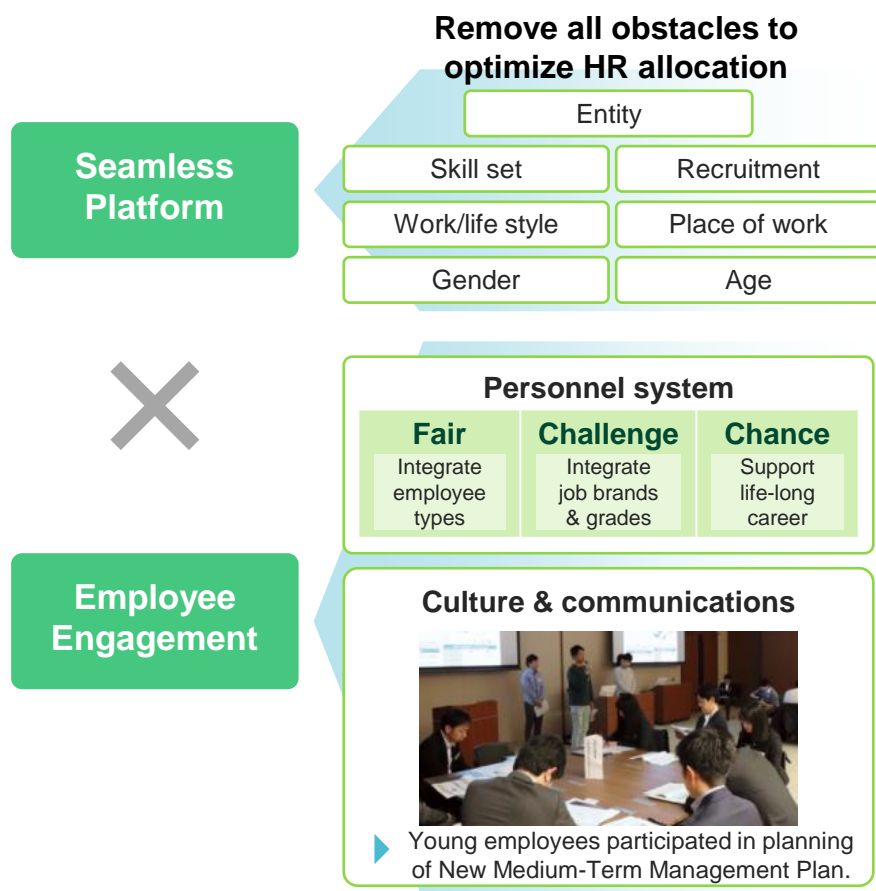 Remove all obstacles to
optimize HR allocation
Seamless
Platform
Entity
Skill set
Recruitment
Work/life style
Place of work
Gender
Age
Personnel system
Fair
Integrate
employee
types
Challenge
Integrate
job brands
& grades
Chance
Support
life-long
career
Employee
Engagement
Culture & communications
Young employees participated in planning
of New Medium-Term Management Plan.